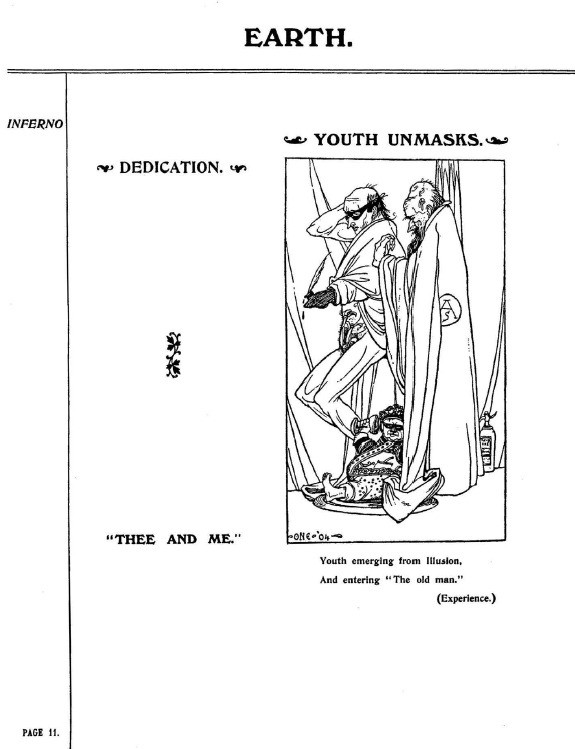 EARTH.
INFERNO
DEDICATION.
"THEE AND ME."
YOUTH UNMASKS.
ONE '04
Youth emerging from Illusion,
And entering "The old man."
(Experience.)
PAGE 11.